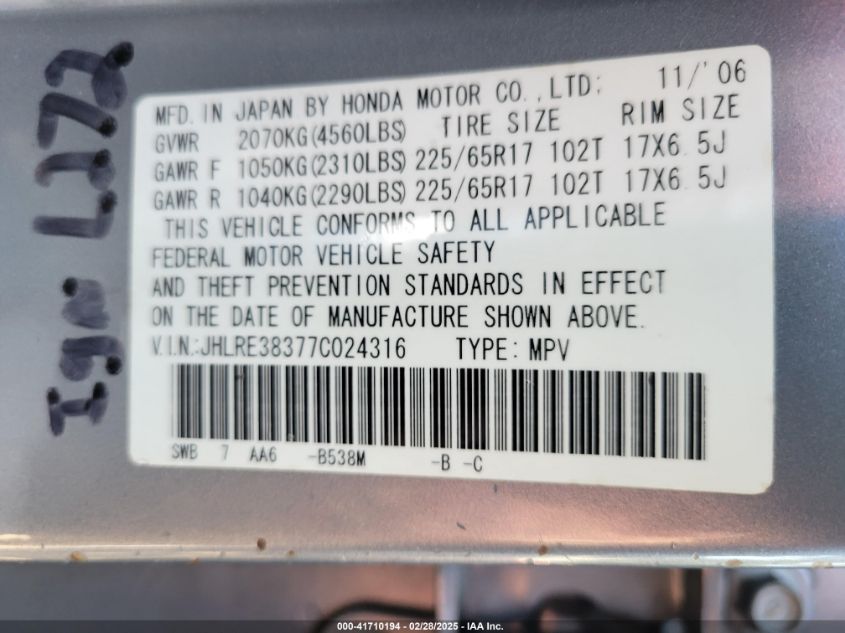 MFD. IN JAPAN BY HONDA MOTOR CO.,LTD; 11/'06
GVWR 2070KG(4560LBS) TIRE SIZE RIM SIZE
GAWR F 1050KG(2310LBS) 225/65R17 102T 17X6.5J
GAWR R 1040KG(2290LBS) 225/65R17 102T 17X6.5J
THIS VEHICLE CONFORMS TO ALL APPLICABLE
FEDERAL MOTOR VEHICLE SAFETY
AND THEFT PREVENTION STANDARDS IN EFFECT
ON THE DATE OF MANUFACTURE SHOWN ABOVE.
V.I.N.:JHLRE38377C024316 TYPE: MPV
SWB 7 AA6 -B538M -B -C
L272
000-41710194 - 02/28/2025 - IAA Inc.